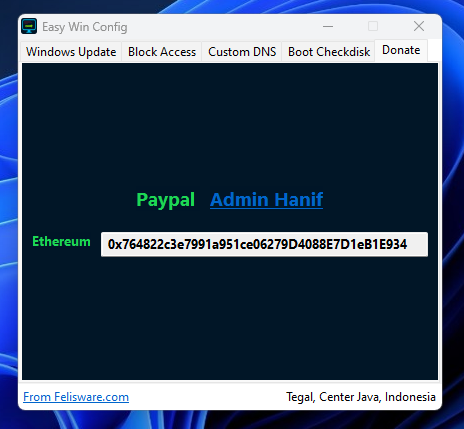 Easy Win Config
Windows Update Block Access Custom DNS Boot Checkdisk Donate
Paypal Admin Hanif
Ethereum 0x764822c3e7991a951ce06279D4088E7D1eB1E934
From Felisware.com Tegal, Center Java, Indonesia